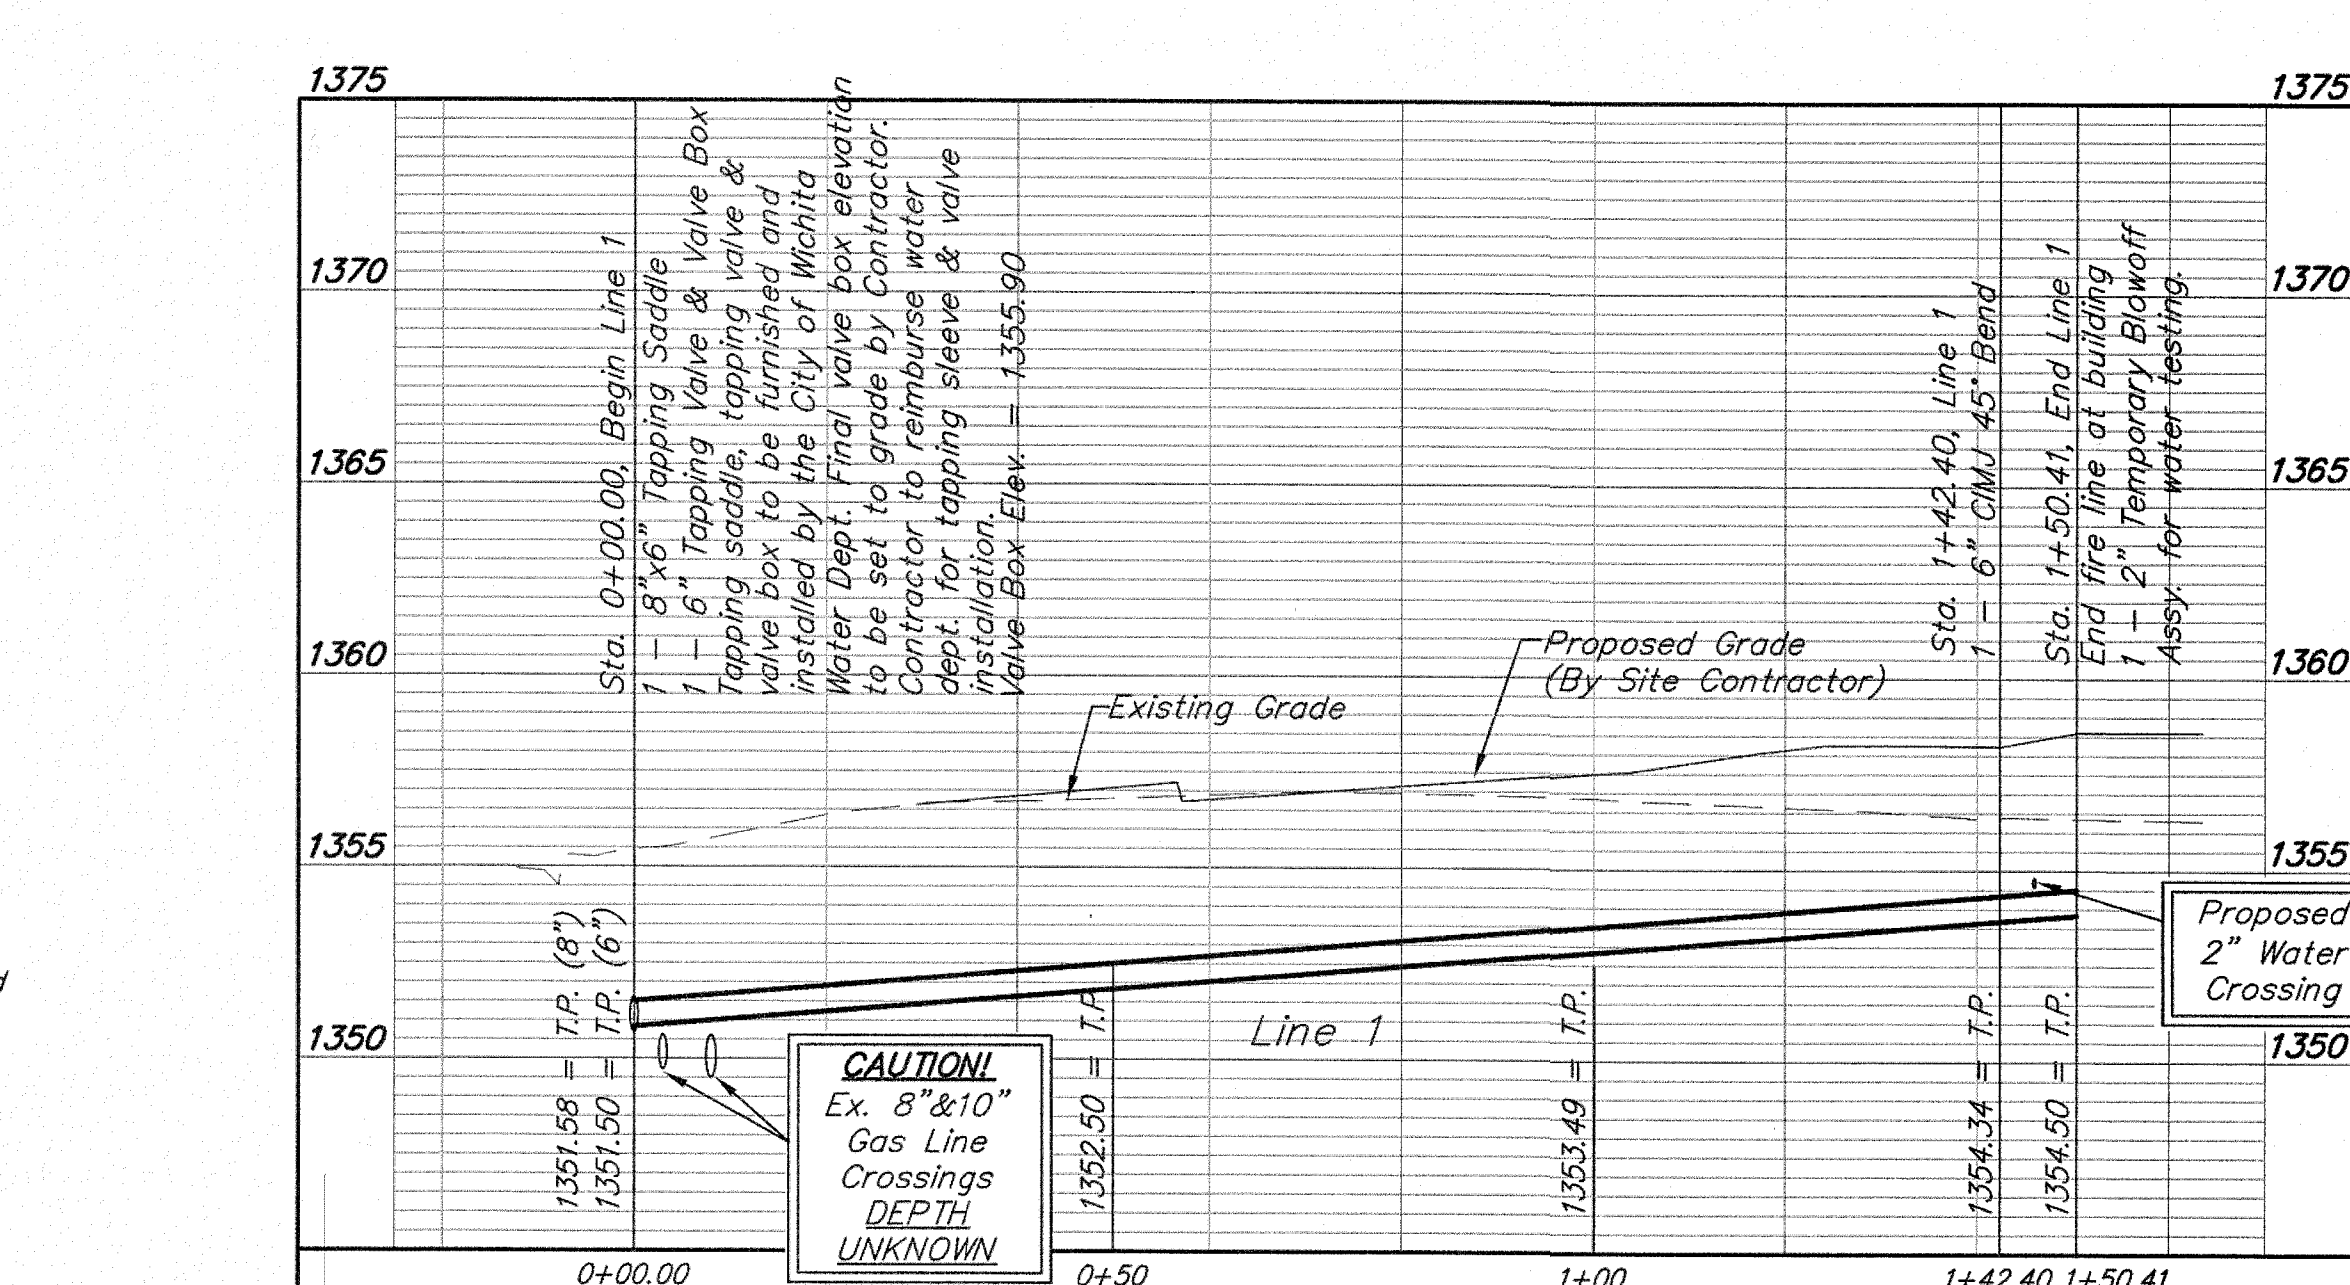 1375
1375
1370
1370
1365
1365
1360
1360
1355
1355
1350
1350
Sta. 0+00.00, Begin Line 1
1 - 8"x6" Tapping Saddle
1 - 6" Tapping Valve & Valve Box
Tapping saddle, tapping valve &
valve box to be furnished and
installed by the City of Wichita
Water Dept. Final valve box elevation
to be set to grade by Contractor.
Contractor to reimburse water
dept. for tapping sleeve & valve
installation.
Valve Box Elev. = 1355.90
Sta. 1+42.40, Line 1
1 - 6" CIMJ 45° Bend
Sta. 1+50.41, End Line 1
End fire line at building
1 - 2" Temporary Blowoff
Assy. for water testing.
Existing Grade
Proposed Grade
(By Site Contractor)
1351.58 = T.P. (8")
1351.50 = T.P. (6")
CAUTION!
Ex. 8"&10"
Gas Line
Crossings
DEPTH
UNKNOWN
1352.50 = T.P.
Line 1
1353.49 = T.P.
1354.34 = T.P.
1354.50 = T.P.
Proposed
2" Water
Crossing
0+00.00
0+50
1+00
1+42.40
1+50.41